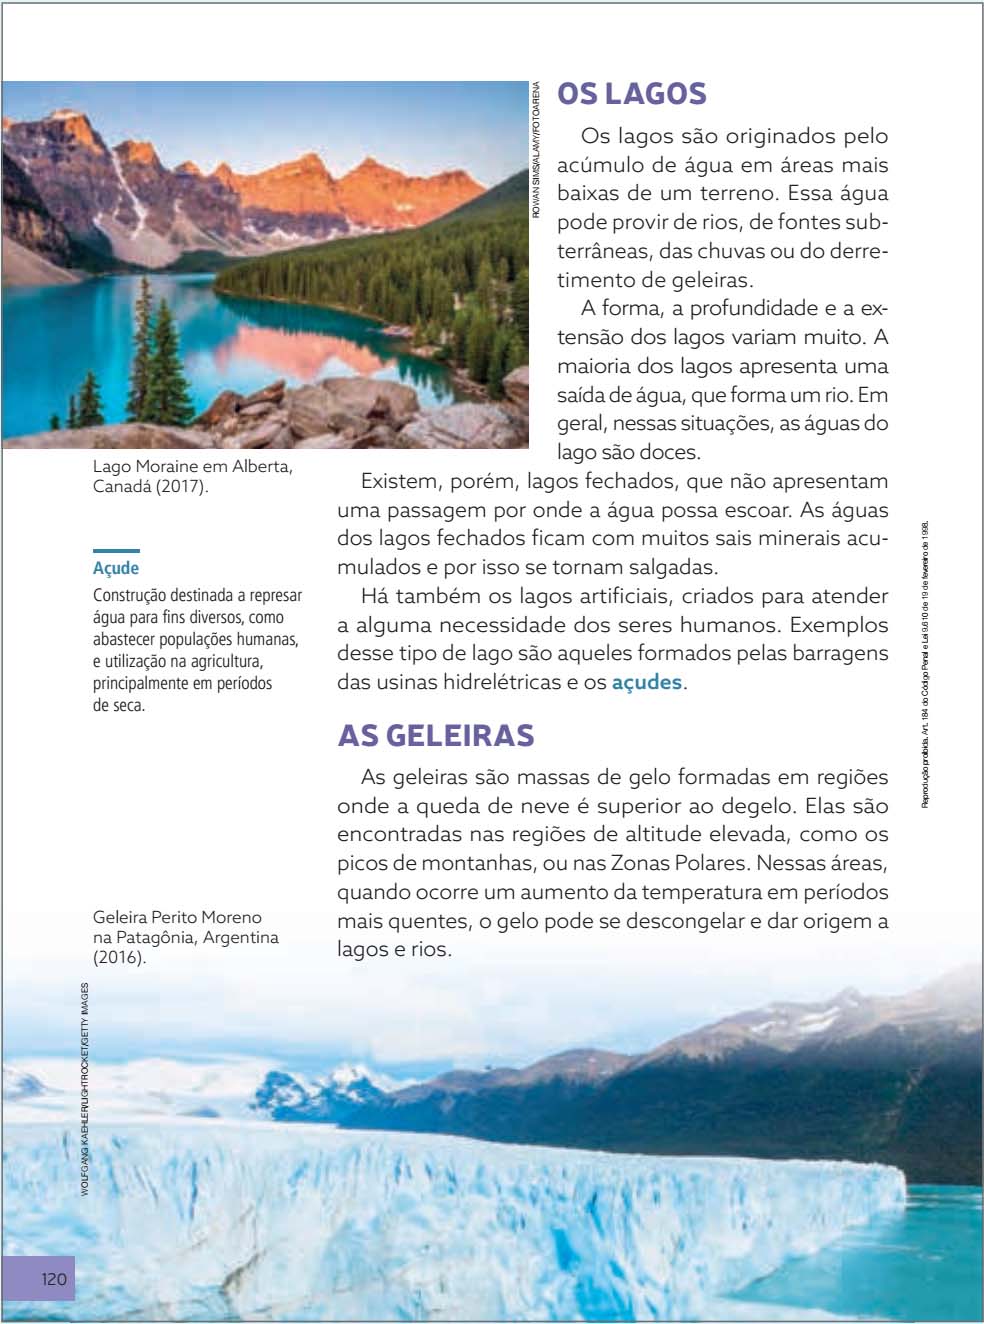 ROWAN SIMS/ALAMY/FOTOARENA
OS LAGOS
Os lagos são originados pelo
acúmulo de água em áreas mais
baixas de um terreno. Essa água
pode provir de rios, de fontes sub-
terrâneas, das chuvas ou do derre-
timento de geleiras.
A forma, a profundidade e a ex-
tensão dos lagos variam muito. A
maioria dos lagos apresenta uma
saída de água, que forma um rio. Em
geral, nessas situações, as águas do
lago são doces.
Lago Moraine em Alberta,
Canadá (2017).
Existem, porém, lagos fechados, que não apresentam
uma passagem por onde a água possa escoar. As águas
dos lagos fechados ficam com muitos sais minerais acu-
mulados e por isso se tornam salgadas.
Há também os lagos artificiais, criados para atender
a alguma necessidade dos seres humanos. Exemplos
desse tipo de lago são aqueles formados pelas barragens
das usinas hidrelétricas e os açudes.
Açude
Construção destinada a represar
água para fins diversos, como
abastecer populações humanas,
e utilização na agricultura,
principalmente em períodos
de seca.
AS GELEIRAS
As geleiras são massas de gelo formadas em regiões
onde a queda de neve é superior ao degelo. Elas são
encontradas nas regiões de altitude elevada, como os
picos de montanhas, ou nas Zonas Polares. Nessas áreas,
quando ocorre um aumento da temperatura em períodos
mais quentes, o gelo pode se descongelar e dar origem a
lagos e rios.
Geleira Perito Moreno
na Patagônia, Argentina
(2016).
WOLFGANG KAEHLER/LIGHTROCKET/GETTY IMAGES
Reprodução proibida. Art. 184 do Código Penal e Lei 9.610 de 19 de fevereiro de 1998.
120